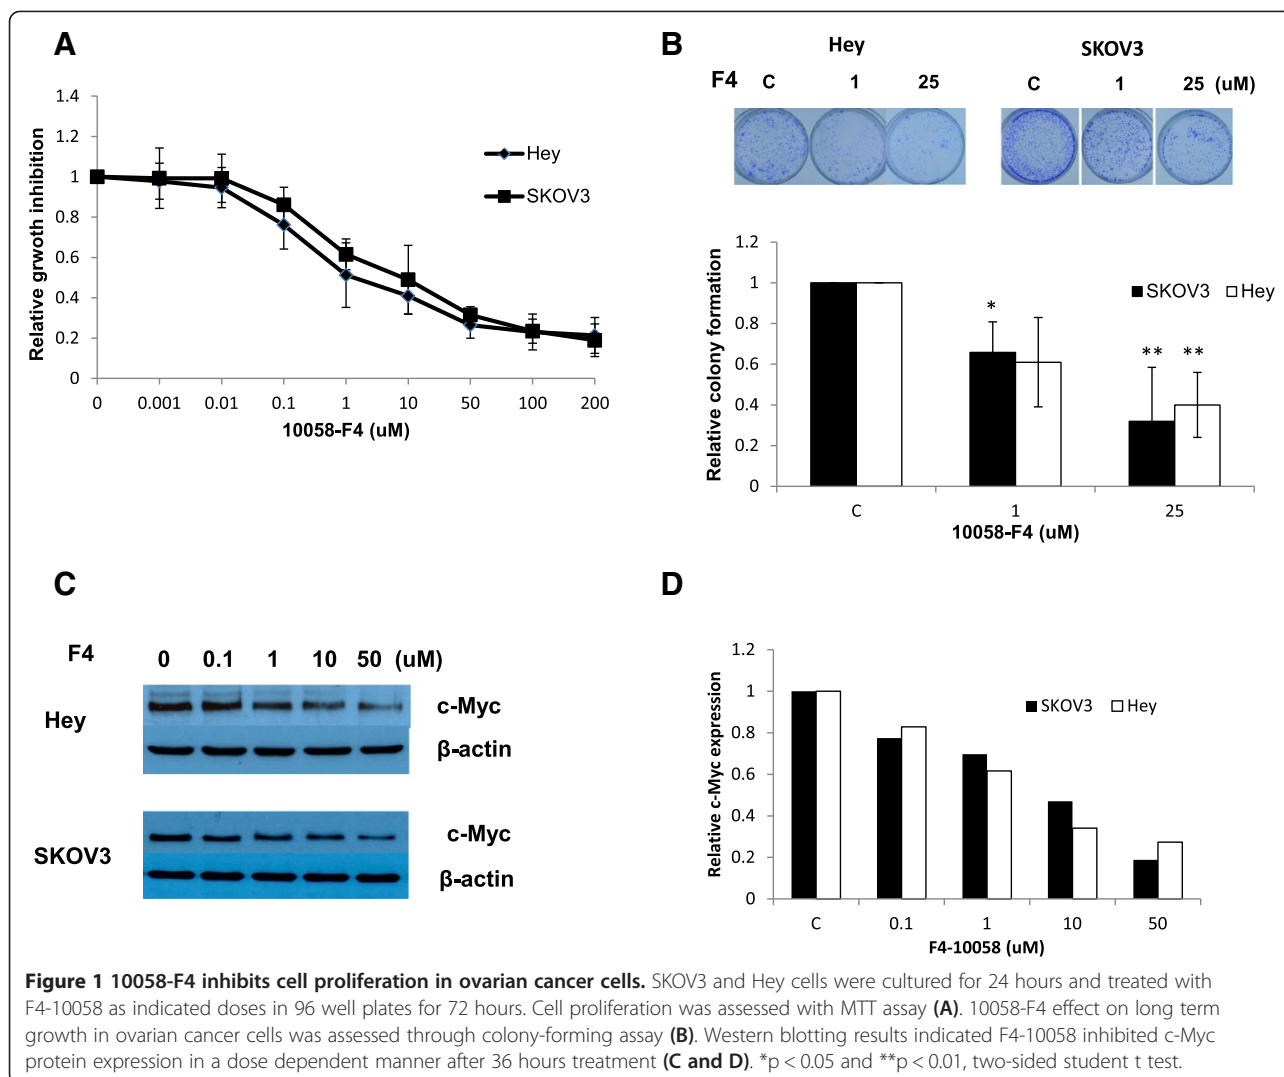 A
1.4
1.2
1
0.8
0.6
0.4
0.2
0
Relative grwoth inhibition
Hey
SKOV3
0 0.001 0.01 0.1 1 10 50 100 200
10058-F4 (uM)
B
Hey SKOV3
F4 C 1 25 C 1 25 (uM)
1.2
1
0.8
0.6
0.4
0.2
0
Relative colony formation
SKOV3 Hey
*
** **
C 1 25
10058-F4 (uM)
C
F4 0 0.1 1 10 50 (uM)
Hey
c-Myc
β-actin
SKOV3
c-Myc
β-actin
D
1.2
1
0.8
0.6
0.4
0.2
0
Relative c-Myc expression
SKOV3 Hey
C 0.1 1 10 50
F4-10058 (uM)
Figure 1 10058-F4 inhibits cell proliferation in ovarian cancer cells. SKOV3 and Hey cells were cultured for 24 hours and treated with
F4-10058 as indicated doses in 96 well plates for 72 hours. Cell proliferation was assessed with MTT assay (A). 10058-F4 effect on long term
growth in ovarian cancer cells was assessed through colony-forming assay (B). Western blotting results indicated F4-10058 inhibited c-Myc
protein expression in a dose dependent manner after 36 hours treatment (C and D). *p < 0.05 and **p < 0.01, two-sided student t test.